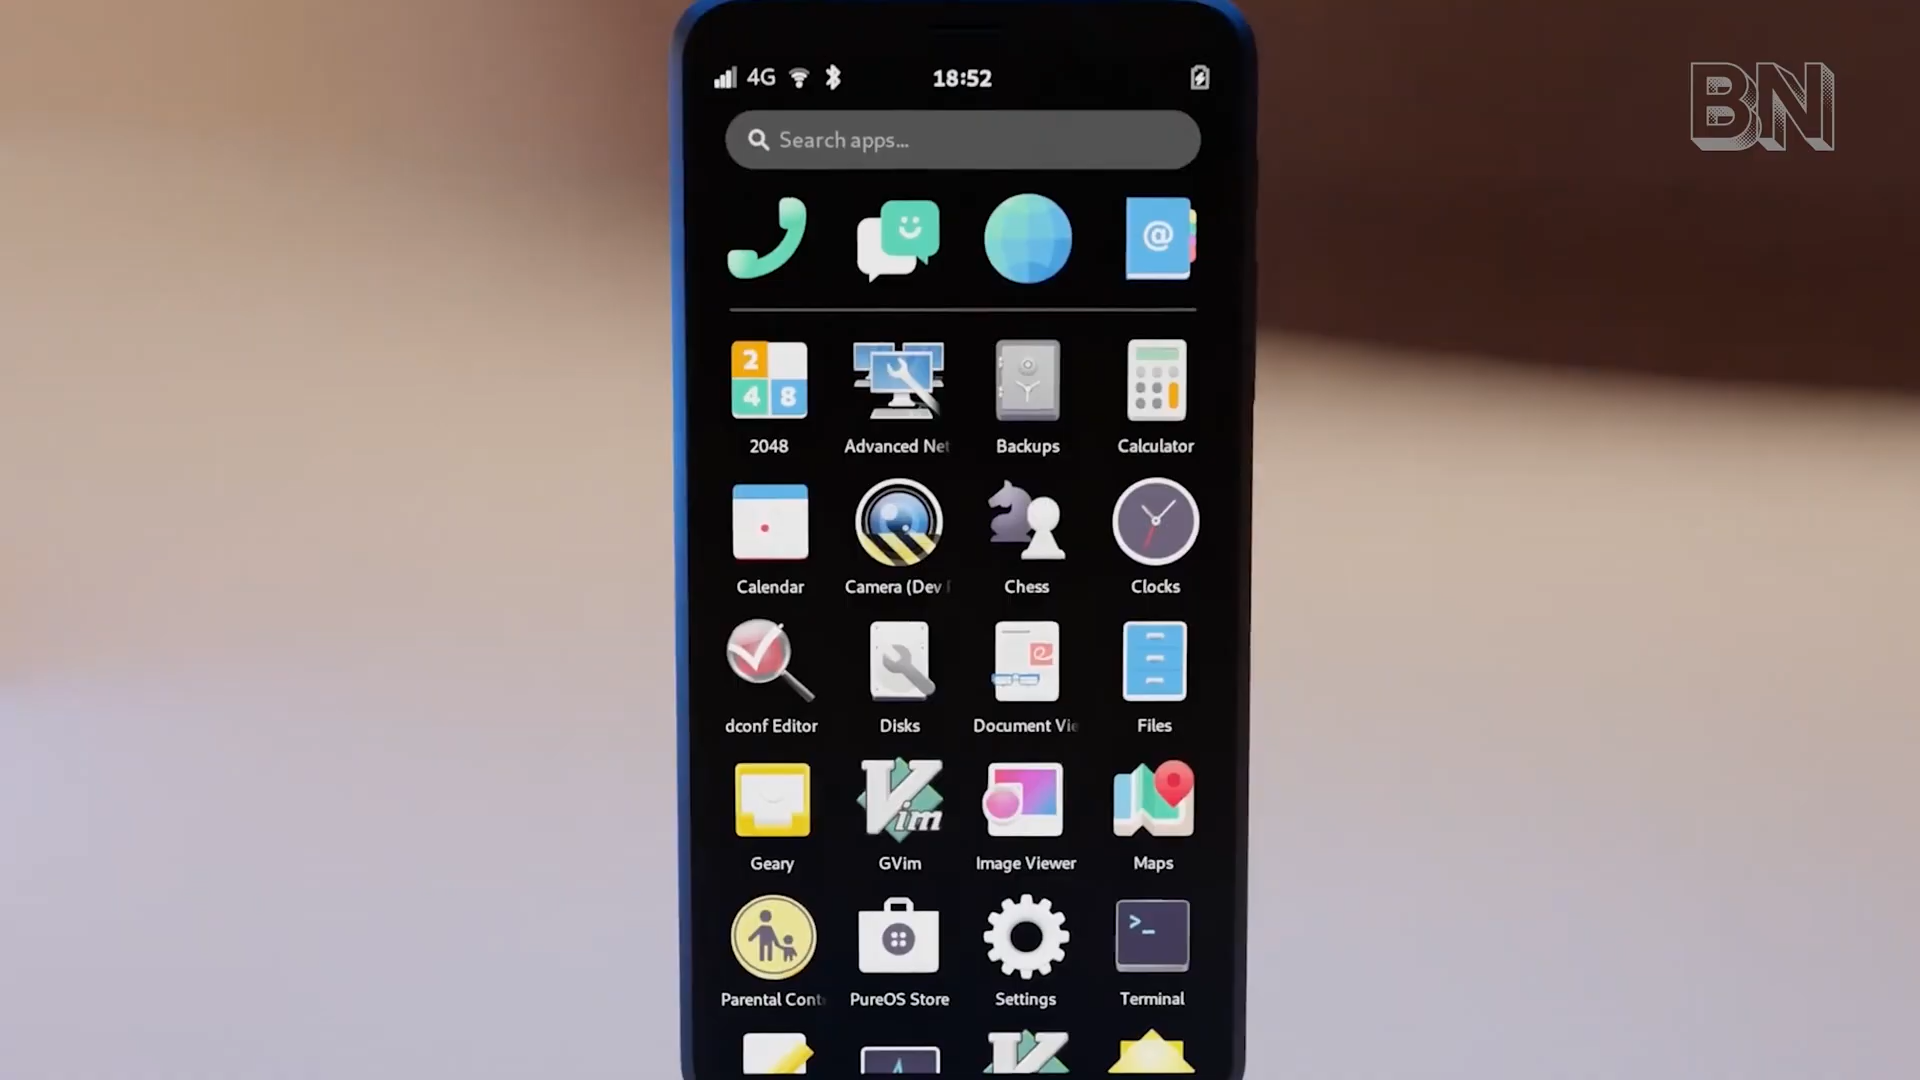 4G 18:52
BN
Search apps...
@
2
4 8
2048 Advanced Net Backups Calculator
Calendar Camera (Dev Chess Clocks
dconf Editor Disks Document Vie Files
Vim
Geary GVim Image Viewer Maps
>_
Parental Cont PureOS Store Settings Terminal